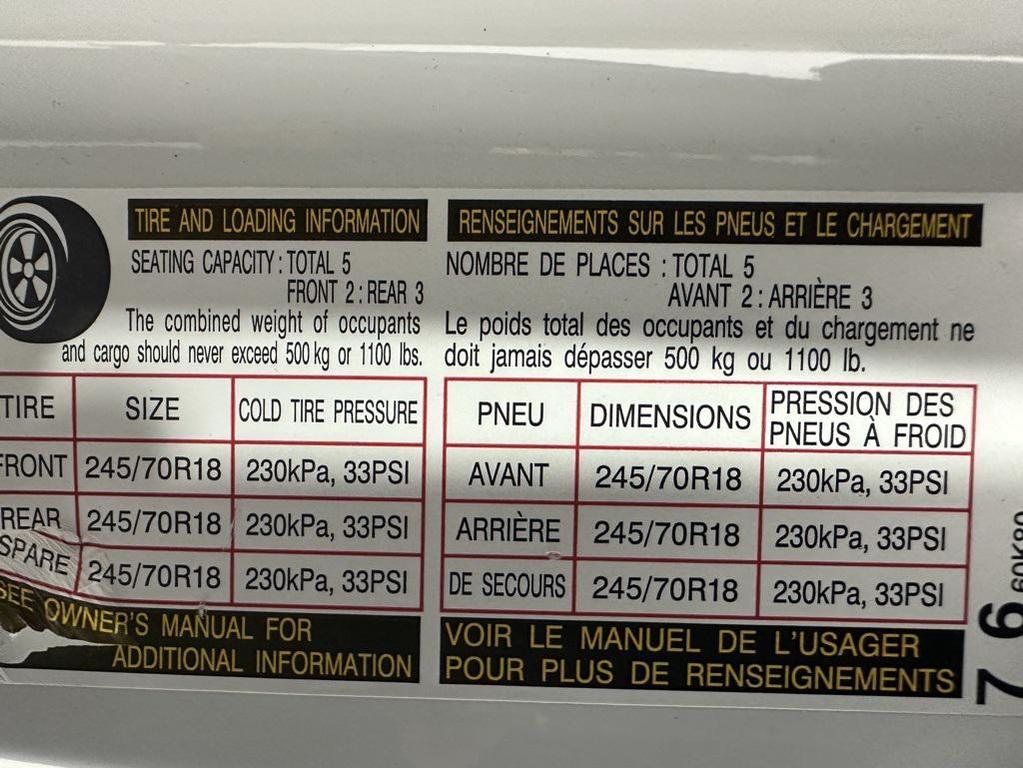 TIRE AND LOADING INFORMATION
SEATING CAPACITY : TOTAL 5
FRONT 2 : REAR 3
The combined weight of occupants
and cargo should never exceed 500 kg or 1100 lbs.
TIRE SIZE COLD TIRE PRESSURE
FRONT 245/70R18 230kPa, 33PSI
REAR 245/70R18 230kPa, 33PSI
SPARE 245/70R18 230kPa, 33PSI
SEE OWNER'S MANUAL FOR
ADDITIONAL INFORMATION
RENSEIGNEMENTS SUR LES PNEUS ET LE CHARGEMENT
NOMBRE DE PLACES : TOTAL 5
AVANT 2 : ARRIÈRE 3
Le poids total des occupants et du chargement ne
doit jamais dépasser 500 kg ou 1100 lb.
PNEU DIMENSIONS PRESSION DES
PNEUS À FROID
AVANT 245/70R18 230kPa, 33PSI
ARRIÈRE 245/70R18 230kPa, 33PSI
DE SECOURS 245/70R18 230kPa, 33PSI
VOIR LE MANUEL DE L'USAGER
POUR PLUS DE RENSEIGNEMENTS
7 6